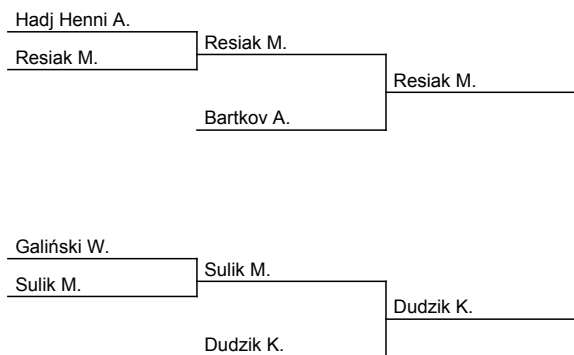 Hadj Henni A.
Resiak M.
Resiak M.
Resiak M.
Bartkov A.
Galiński W.
Sulik M.
Sulik M.
Dudzik K.
Dudzik K.